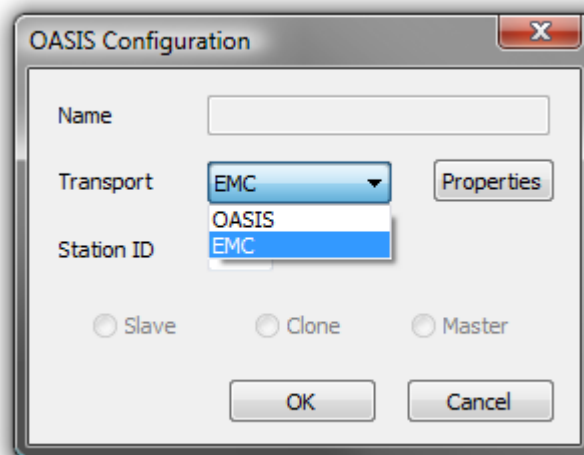 OASIS Configuration
Name
Transport EMC Properties
OASIS
Station ID EMC
Slave Clone Master
OK Cancel